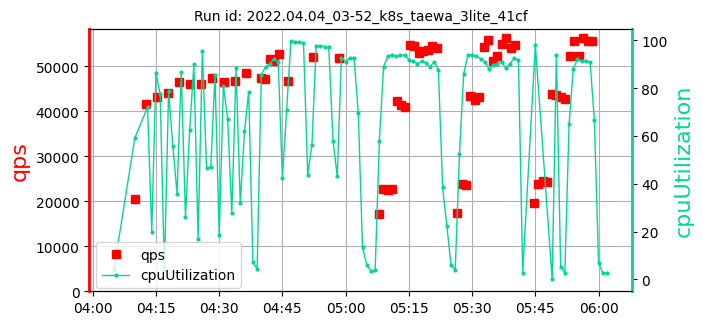 Run id: 2022.04.04_03-52_k8s_taewa_3lite_41cf
50000
40000
30000
20000
10000
0
qps
100
80
60
40
20
0
cpuUtilization
qps
cpuUtilization
04:00 04:15 04:30 04:45 05:00 05:15 05:30 05:45 06:00